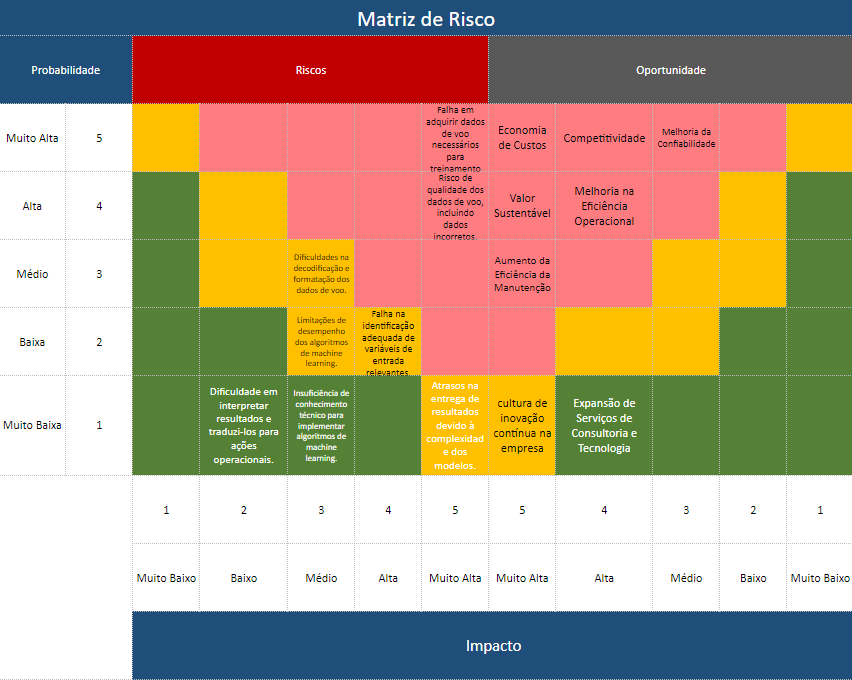 Matriz de Risco
Probabilidade
Riscos
Oportunidade
Muito Alta
5
Falha em
adquirir dados
de voo
necessários
para
treinamento
Economia
de Custos
Competitividade
Melhoria da
Confiabilidade
Alta
4
Risco de
qualidade dos
dados de voo,
incluindo
dados
incorretos.
Valor
Sustentável
Melhoria na
Eficiência
Operacional
Médio
3
Dificuldades na
decodificação e
formatação dos
dados de voo.
Aumento da
Eficiência da
Manutenção
Baixa
2
Limitações de
desempenho
dos algoritmos
de machine
learning.
Falha na
identificação
adequada de
variáveis de
entrada
relevantes.
Muito Baixa
1
Dificuldade em
interpretar
resultados e
traduzi-los para
ações
operacionais.
Insuficiência de
conhecimento
técnico para
implementar
algoritmos de
machine
learning.
Atrasos na
entrega de
resultados
devido à
complexidad
e dos
modelos.
cultura de
inovação
contínua na
empresa
Expansão de
Serviços de
Consultoria e
Tecnologia
1
2
3
4
5
5
4
3
2
1
Muito Baixo
Baixo
Médio
Alta
Muito Alta
Muito Alta
Alta
Médio
Baixo
Muito Baixo
Impacto